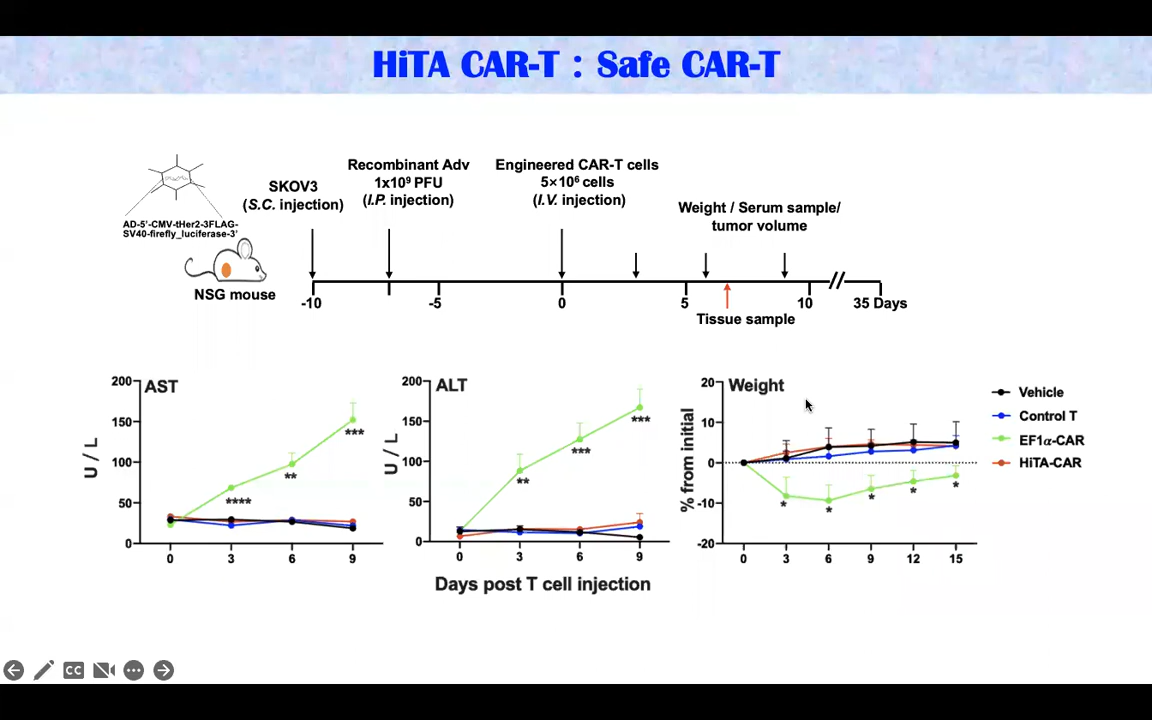 HiTA CAR-T : Safe CAR-T
Recombinant Adv
1x10⁹ PFU
(I.P. injection)
Engineered CAR-T cells
5×10⁶ cells
(I.V. injection)
SKOV3
(S.C. injection)
Weight / Serum sample/
tumor volume
AD-5'-CMV-tHer2-3FLAG-
SV40-firefly_luciferase-3'
NSG mouse
-10
-5
0
5
10
35 Days
Tissue sample
AST
U / L
200
150
100
50
0
****
**
***
0 3 6 9
ALT
U / L
200
150
100
50
0
**
***
***
0 3 6 9
Days post T cell injection
Weight
% from initial
20
10
0
-10
-20
* * * * *
0 3 6 9 12 15
Vehicle
Control T
EF1α-CAR
HiTA-CAR
CC